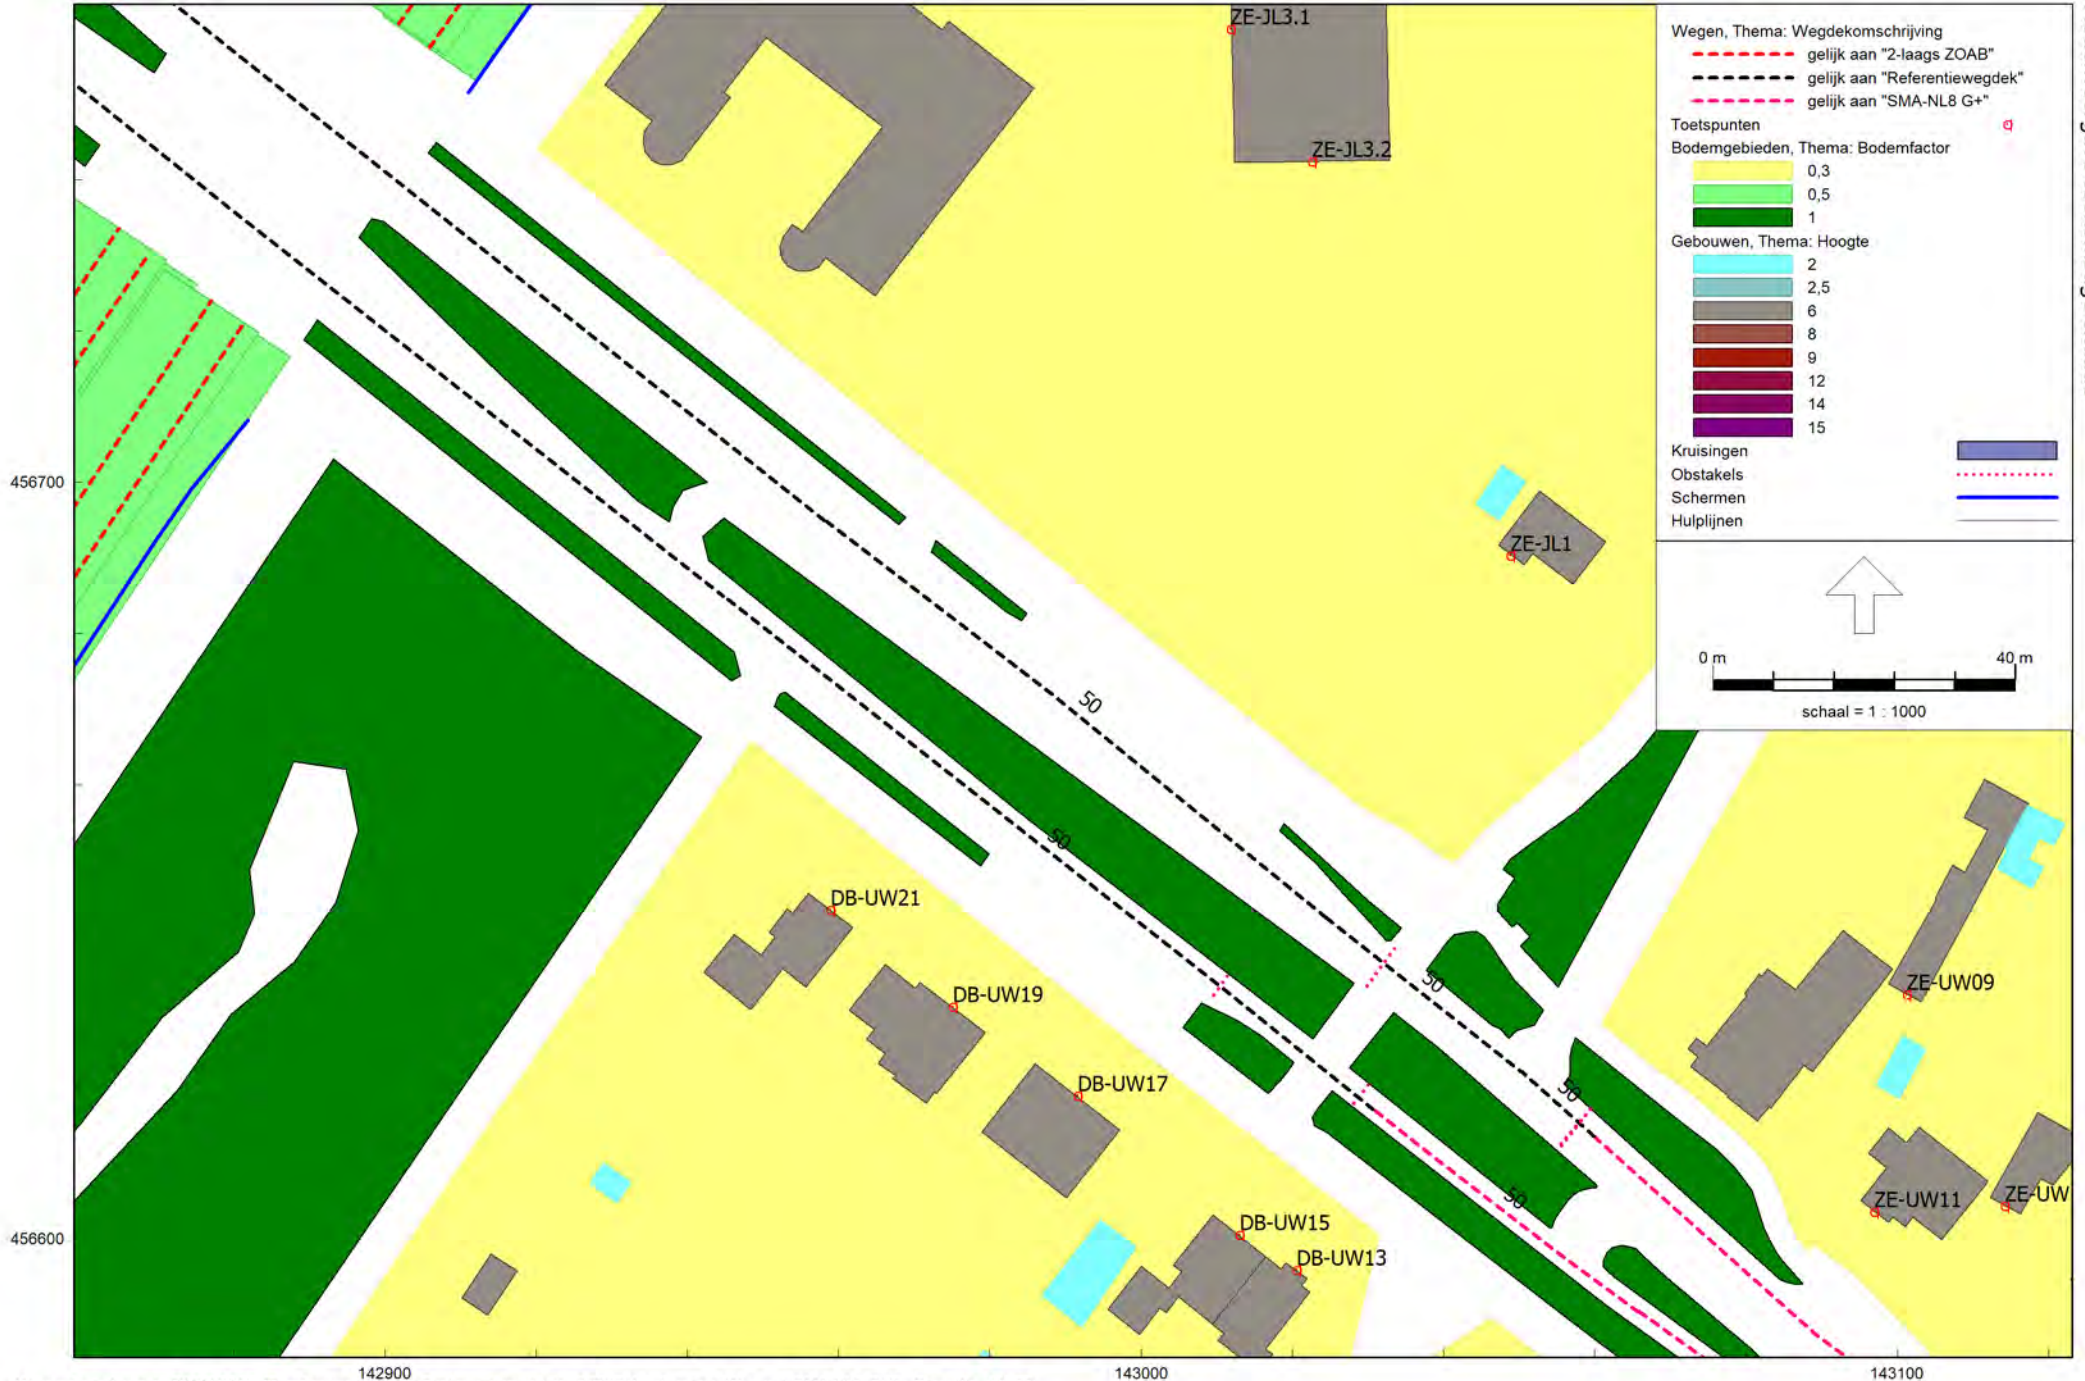 ZE-JL3.1
ZE-JL3.2
Wegen, Thema: Wegdekomschrijving
gelijk aan "2-laags ZOAB"
gelijk aan "Referentiewegdek"
gelijk aan "SMA-NL8 G+"
Toetspunten
Bodemgebieden, Thema: Bodemfactor
0,3
0,5
1
Gebouwen, Thema: Hoogte
2
2,5
6
8
9
12
14
15
Kruisingen
Obstakels
Schermen
Hulplijnen
456700
ZE-JL1
0 m
40 m
schaal = 1 : 1000
50
50
DB-UW21
DB-UW19
50
ZE-UW09
DB-UW17
50
50
ZE-UW11
ZE-UW
456600
DB-UW15
DB-UW13
142900
143000
143100